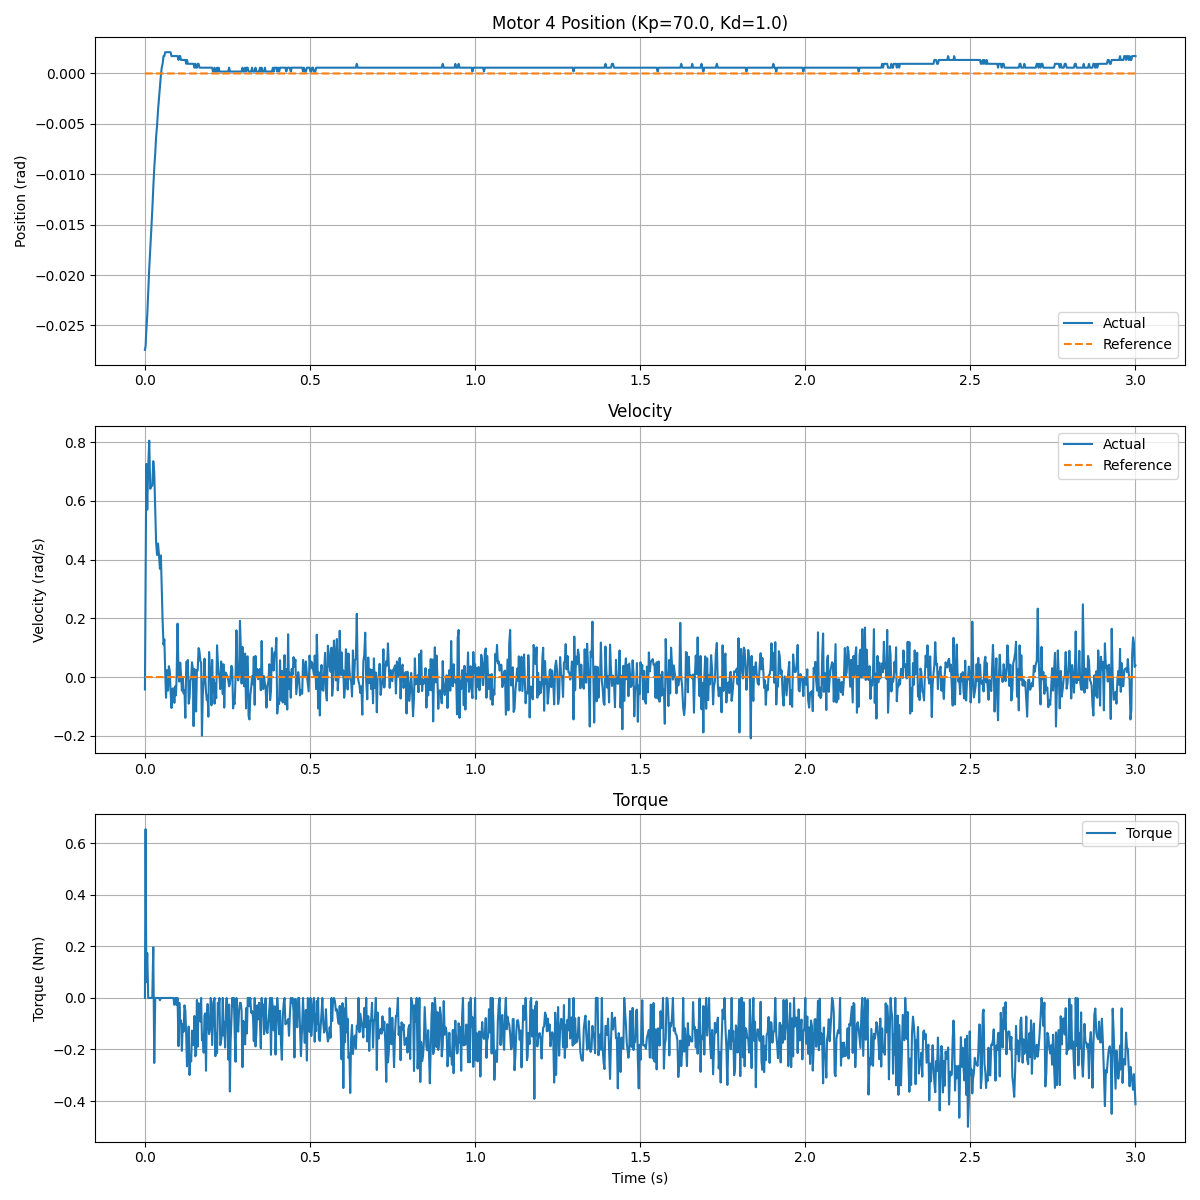 Motor 4 Position (Kp=70.0, Kd=1.0)
0.000
−0.005
−0.010
−0.015
−0.020
−0.025
Position (rad)
Actual
Reference
0.0 0.5 1.0 1.5 2.0 2.5 3.0
Velocity
0.8
0.6
0.4
0.2
0.0
−0.2
Velocity (rad/s)
Actual
Reference
0.0 0.5 1.0 1.5 2.0 2.5 3.0
Torque
0.6
0.4
0.2
0.0
−0.2
−0.4
Torque (Nm)
Torque
0.0 0.5 1.0 1.5 2.0 2.5 3.0
Time (s)